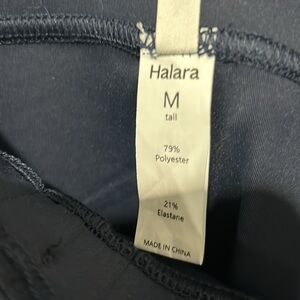 Halara
M
tall
79%
Polyester
21%
Elastane
MADE IN CHINA